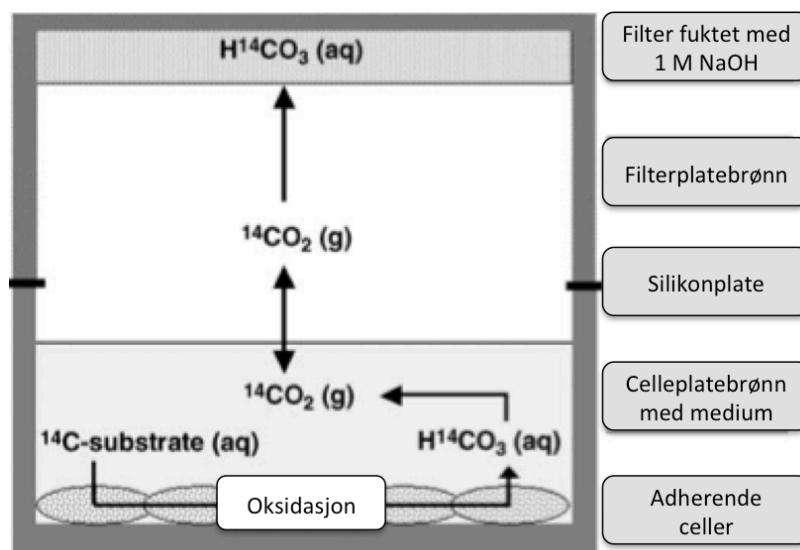 H¹⁴CO₃ (aq)
Filter fuktet med
1 M NaOH
Filterplatebrønn
¹⁴CO₂ (g)
Silikonplate
¹⁴CO₂ (g)
Celleplatebrønn
med medium
¹⁴C-substrate (aq)
H¹⁴CO₃ (aq)
Oksidasjon
Adherende
celler